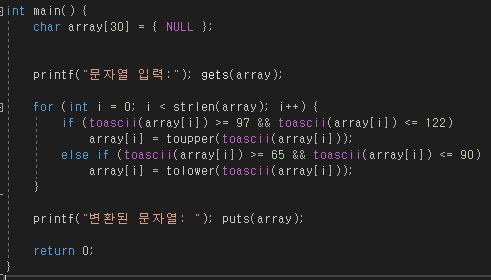 int main() {
char array[30] = { NULL };
printf("문자열 입력:"); gets(array);
for (int i = 0; i < strlen(array); i++) {
if (toascii(array[i]) >= 97 && toascii(array[i]) <= 122)
array[i] = toupper(toascii(array[i]));
else if (toascii(array[i]) >= 65 && toascii(array[i]) <= 90)
array[i] = tolower(toascii(array[i]));
}
printf("변환된 문자열: "); puts(array);
return 0;
}